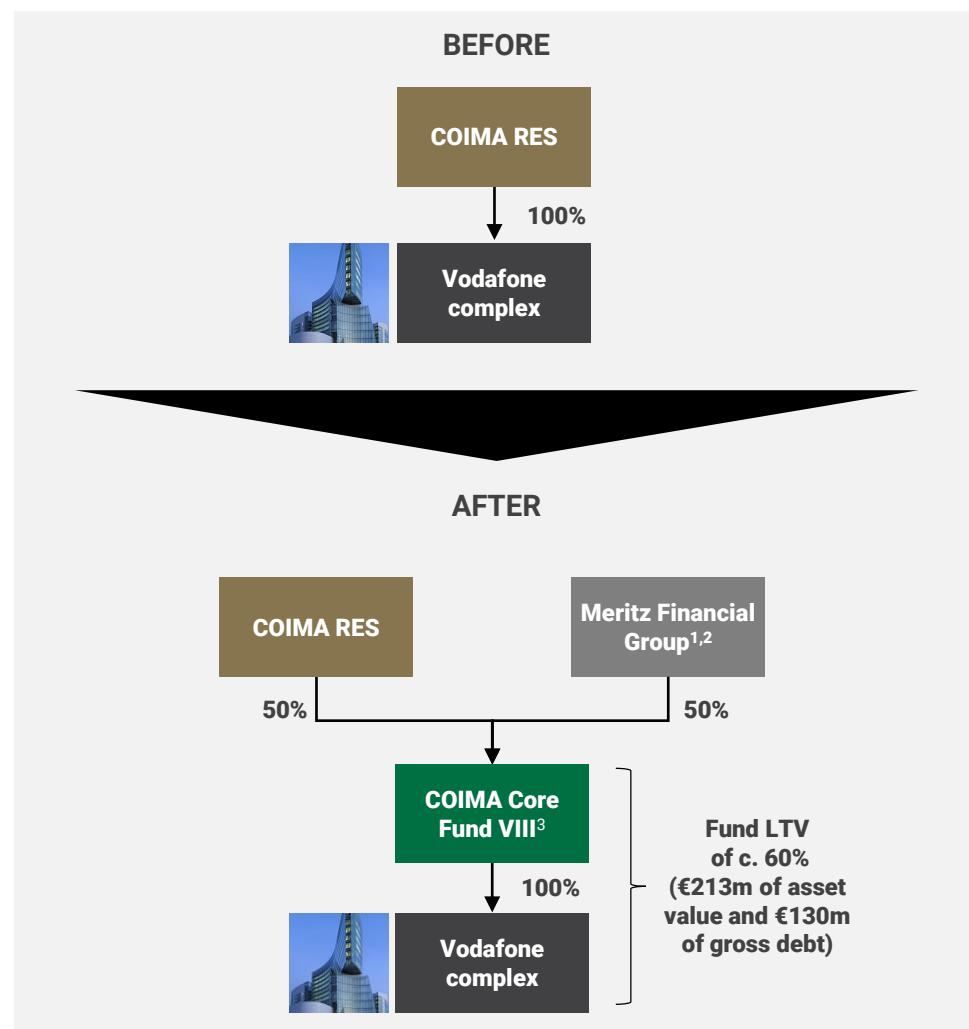 BEFORE
COIMA RES
100%
Vodafone
complex
AFTER
COIMA RES
Meritz Financial
Group1,2
50%
50%
COIMA Core
Fund VIII3
100%
Vodafone
complex
Fund LTV
of c. 60%
(€213m of asset
value and €130m
of gross debt)